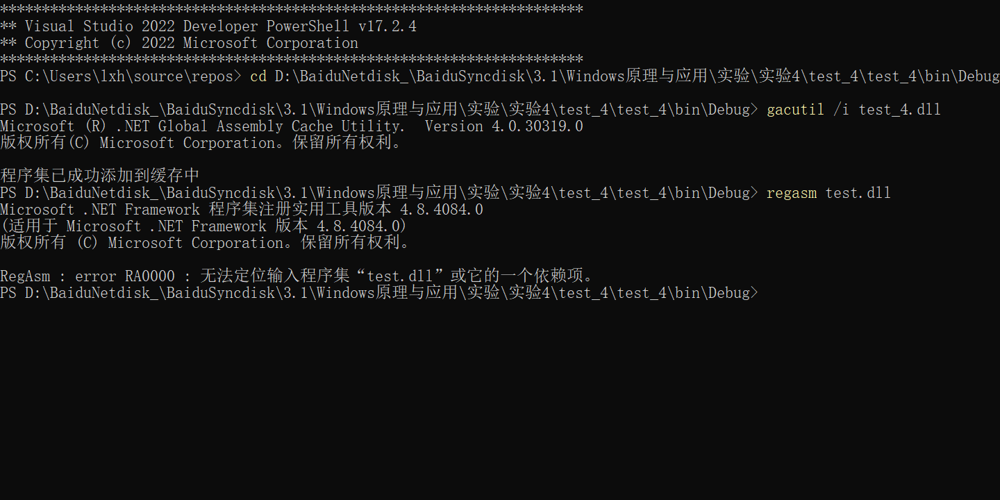 **********************************************************************
** Visual Studio 2022 Developer PowerShell v17.2.4
** Copyright (c) 2022 Microsoft Corporation
**********************************************************************
PS C:\Users\lxh\source\repos> cd D:\BaiduNetdisk_\BaiduSyncdisk\3.1\Windows原理与应用\实验\实验4\test_4\test_4\bin\Debug
PS D:\BaiduNetdisk_\BaiduSyncdisk\3.1\Windows原理与应用\实验\实验4\test_4\test_4\bin\Debug> gacutil /i test_4.dll
Microsoft (R) .NET Global Assembly Cache Utility.  Version 4.0.30319.0
版权所有(C) Microsoft Corporation。保留所有权利。
程序集已成功添加到缓存中
PS D:\BaiduNetdisk_\BaiduSyncdisk\3.1\Windows原理与应用\实验\实验4\test_4\test_4\bin\Debug> regasm test.dll
Microsoft .NET Framework 程序集注册实用工具版本 4.8.4084.0
(适用于 Microsoft .NET Framework 版本 4.8.4084.0)
版权所有 (C) Microsoft Corporation。保留所有权利。
RegAsm : error RA0000 : 无法定位输入程序集“test.dll”或它的一个依赖项。
PS D:\BaiduNetdisk_\BaiduSyncdisk\3.1\Windows原理与应用\实验\实验4\test_4\test_4\bin\Debug>